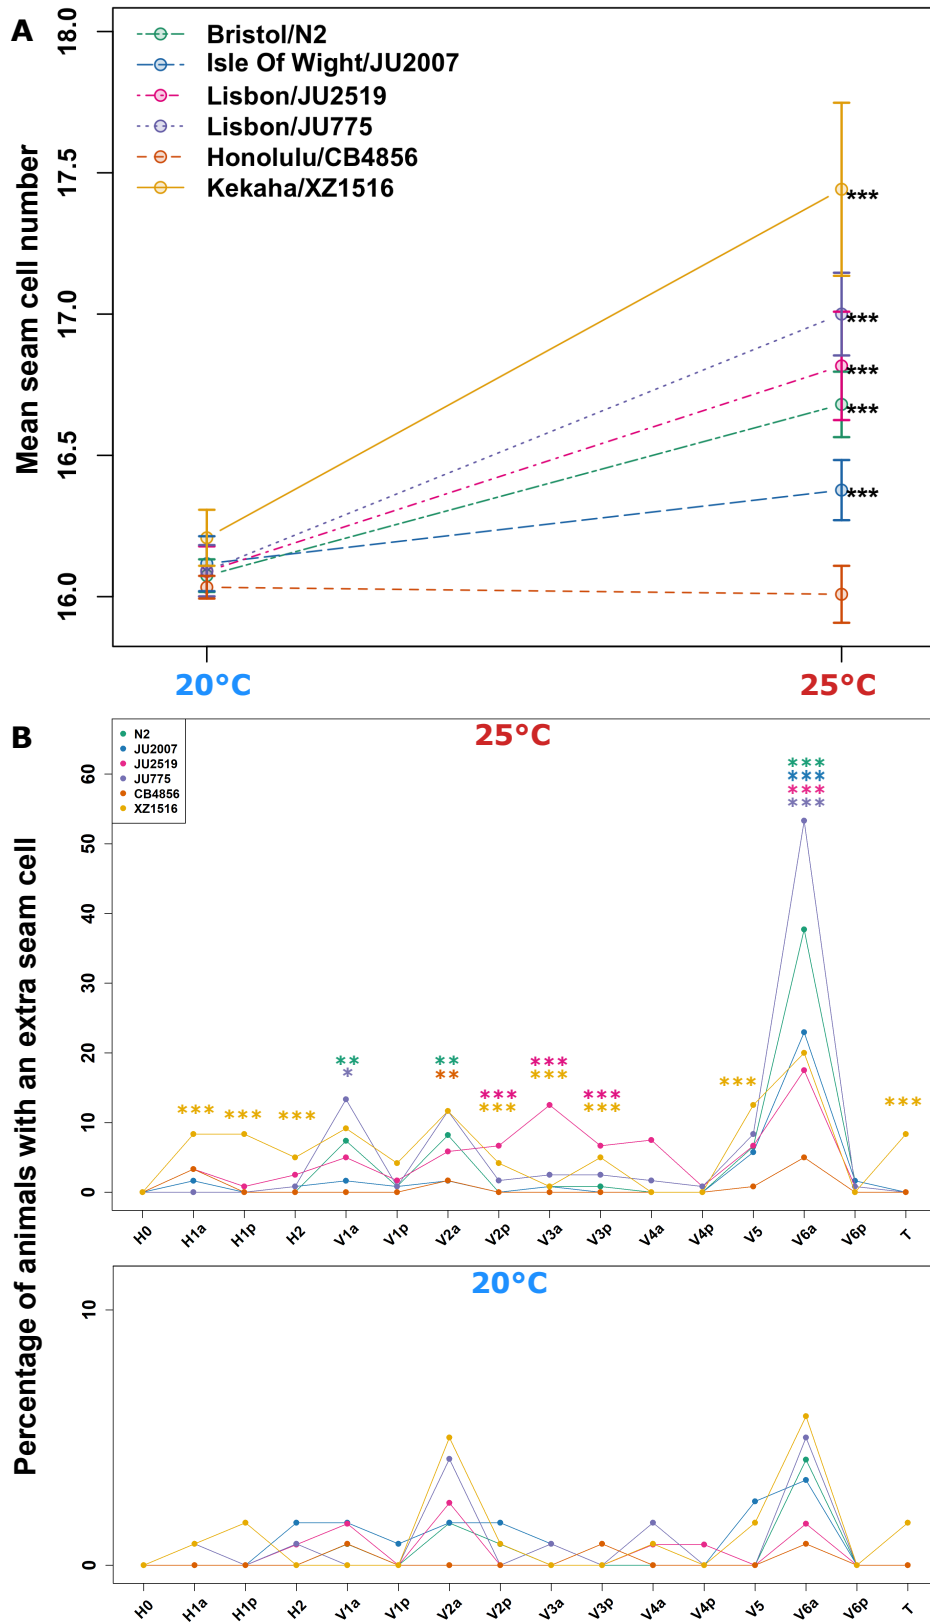 A
Bristol/N2
Isle Of Wight/JU2007
Lisbon/JU2519
Lisbon/JU775
Honolulu/CB4856
Kekaha/XZ1516
Mean seam cell number
18.0
17.5
17.0
16.5
16.0
***
***
***
***
***
20°C
25°C
B
25°C
N2
JU2007
JU2519
JU775
CB4856
XZ1516
Percentage of animals with an extra seam cell
60
50
40
30
20
10
0
***
***
***
***
***
***
***
**
*
**
**
***
***
***
***
***
***
***
***
H0 H1a H1p H2 V1a V1p V2a V2p V3a V3p V4a V4p V5 V6a V6p T
20°C
10
0
H0 H1a H1p H2 V1a V1p V2a V2p V3a V3p V4a V4p V5 V6a V6p T